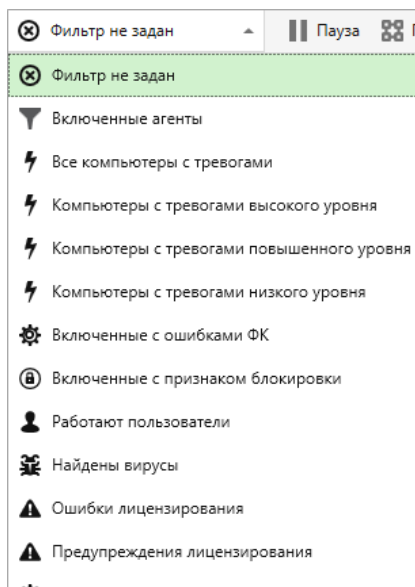 Фильтр не задан Пауза
Фильтр не задан
Включенные агенты
Все компьютеры с тревогами
Компьютеры с тревогами высокого уровня
Компьютеры с тревогами повышенного уровня
Компьютеры с тревогами низкого уровня
Включенные с ошибками ФК
Включенные с признаком блокировки
Работают пользователи
Найдены вирусы
Ошибки лицензирования
Предупреждения лицензирования